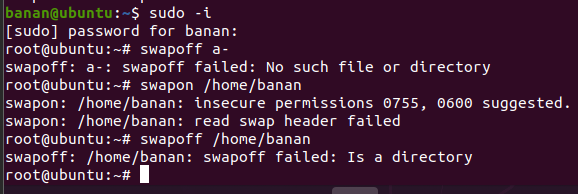 banan@ubuntu:~$ sudo -i
[sudo] password for banan:
root@ubuntu:~# swapoff a-
swapoff: a-: swapoff failed: No such file or directory
root@ubuntu:~# swapon /home/banan
swapon: /home/banan: insecure permissions 0755, 0600 suggested.
swapon: /home/banan: read swap header failed
root@ubuntu:~# swapoff /home/banan
swapoff: /home/banan: swapoff failed: Is a directory
root@ubuntu:~#